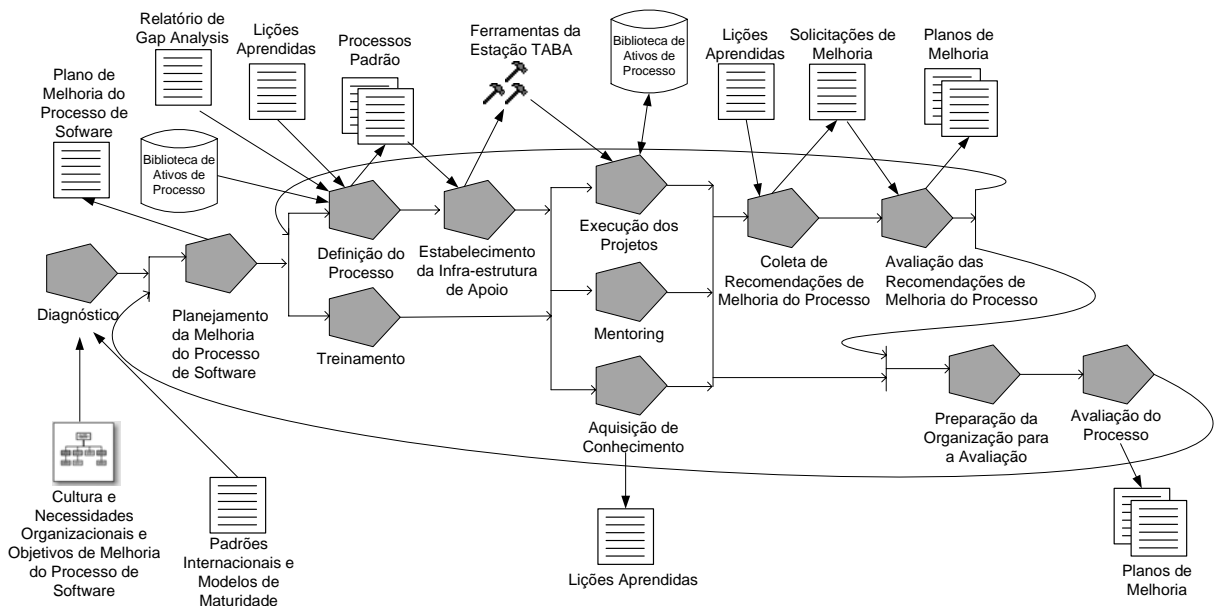 Relatório de
Gap Analysis
Lições
Aprendidas
Processos
Padrão
Ferramentas da
Estação TABA
Biblioteca de
Ativos de
Processo
Lições
Aprendidas
Solicitações de
Melhoria
Planos de
Melhoria
Plano de
Melhoria do
Processo de
Sofware
Biblioteca de
Ativos de
Processo
Diagnóstico
Planejamento
da Melhoria
do Processo
de Software
Definição do
Processo
Treinamento
Estabelecimento
da Infra-estrutura
de Apoio
Execução dos
Projetos
Mentoring
Aquisição de
Conhecimento
Coleta de
Recomendações de
Melhoria do Processo
Avaliação das
Recomendações de
Melhoria do Processo
Preparação da
Organização para
a Avaliação
Avaliação do
Processo
Cultura e
Necessidades
Organizacionais e
Objetivos de Melhoria
do Processo de
Software
Padrões
Internacionais e
Modelos de
Maturidade
Lições Aprendidas
Planos de
Melhoria